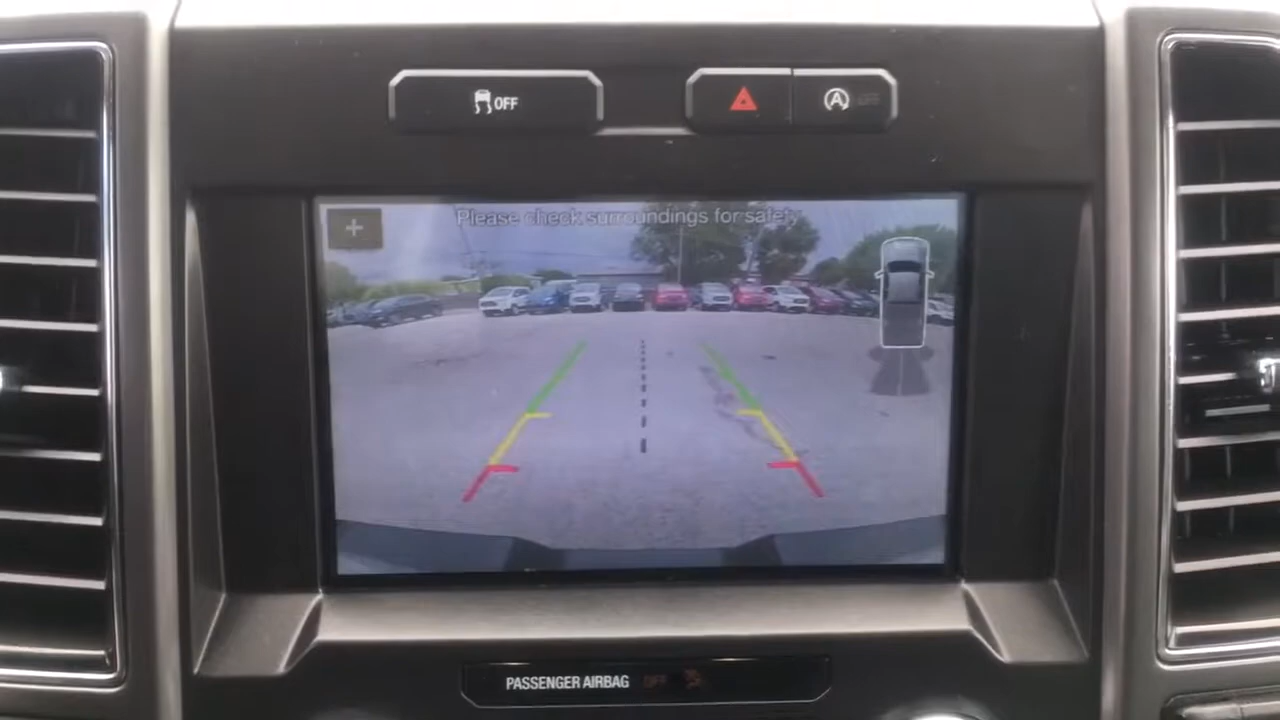 OFF
A OFF
+
Please check surroundings for safety
PASSENGER AIRBAG OFF